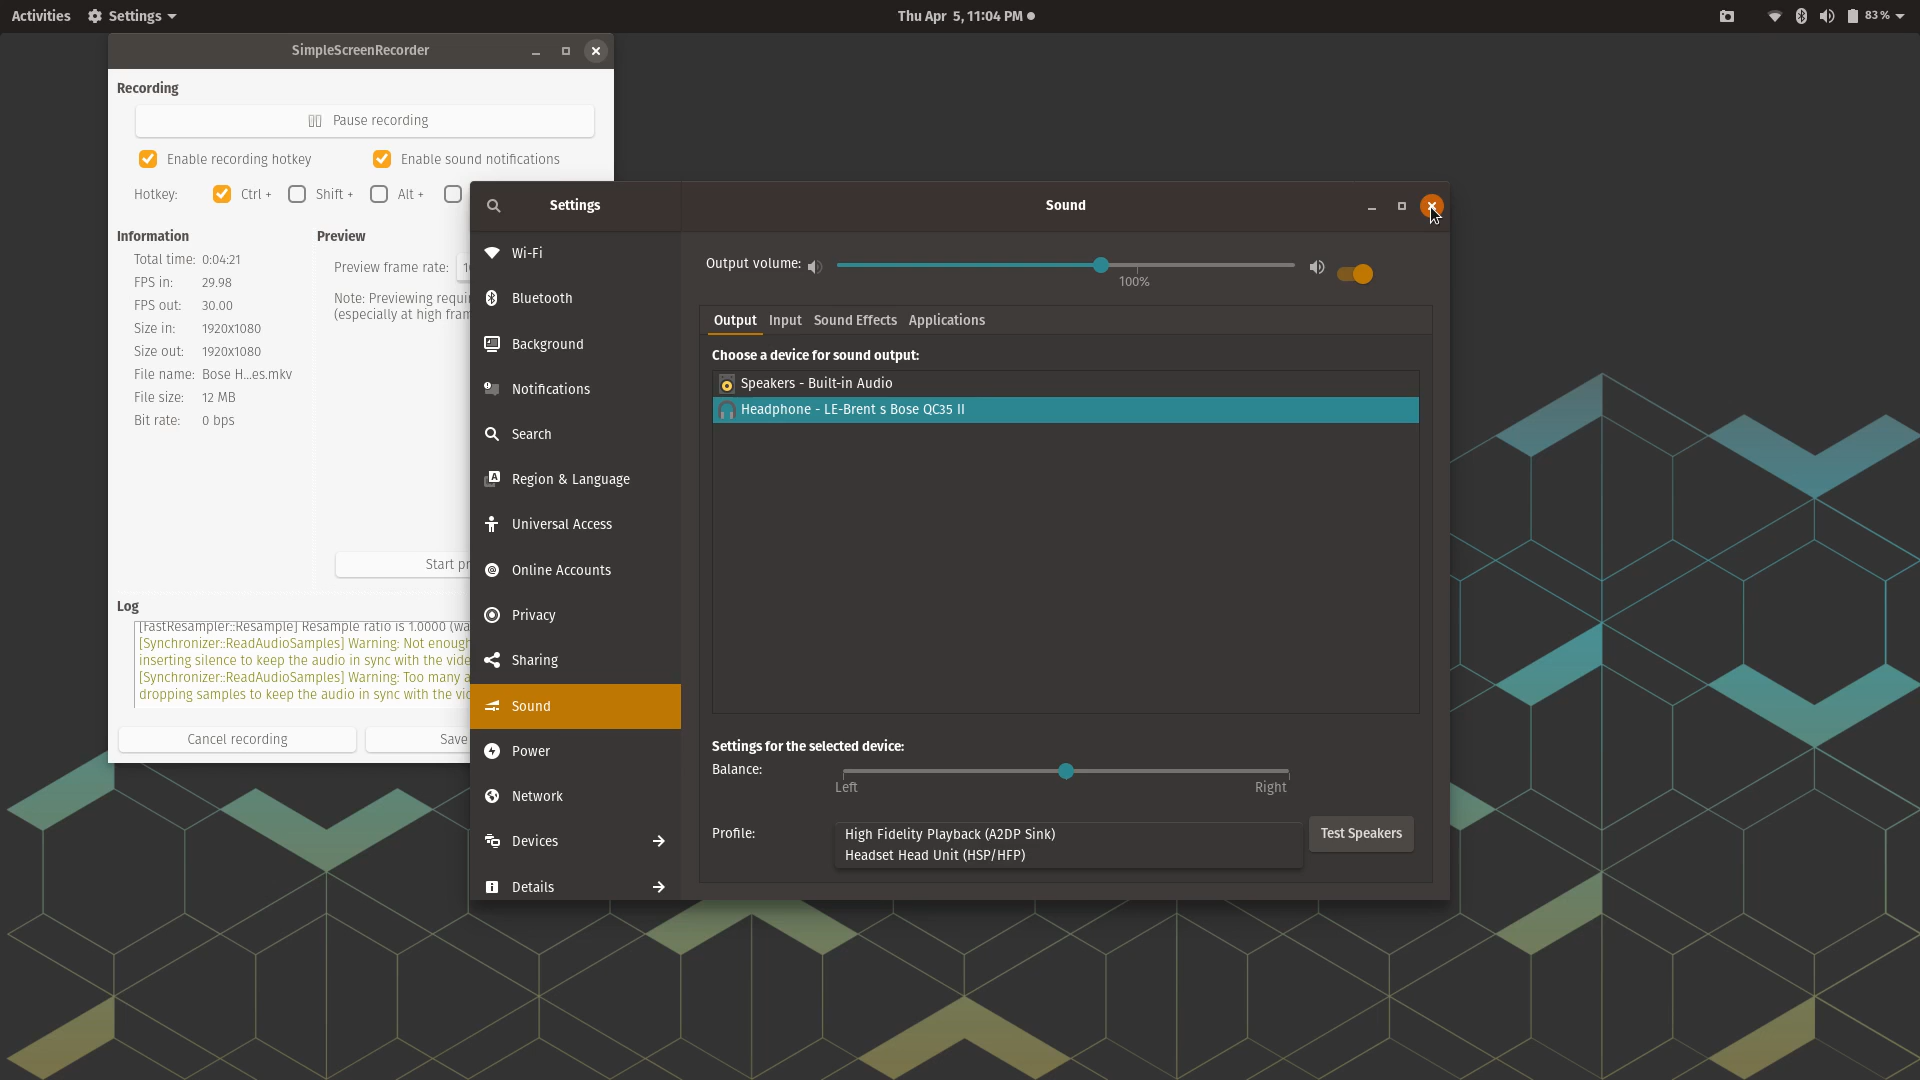 Activities
Settings
Thu Apr 5, 11:04 PM
83 %
SimpleScreenRecorder
Recording
Pause recording
Enable recording hotkey
Enable sound notifications
Hotkey:
Ctrl +
Shift +
Alt +
Information
Total time: 0:04:21
FPS in: 29.98
FPS out: 30.00
Size in: 1920x1080
Size out: 1920x1080
File name: Bose H...es.mkv
File size: 12 MB
Bit rate: 0 bps
Preview
Preview frame rate:
Note: Previewing requi
(especially at high fram
Start pr
Log
[FastResampler::Resample] Resample ratio is 1.0000 (wa
[Synchronizer::ReadAudioSamples] Warning: Not enough
inserting silence to keep the audio in sync with the vide
[Synchronizer::ReadAudioSamples] Warning: Too many a
dropping samples to keep the audio in sync with the vid
Cancel recording
Save
Settings
Wi-Fi
Bluetooth
Background
Notifications
Search
Region & Language
Universal Access
Online Accounts
Privacy
Sharing
Sound
Power
Network
Devices
Details
Sound
Output volume:
100%
Output
Input
Sound Effects
Applications
Choose a device for sound output:
Speakers - Built-in Audio
Headphone - LE-Brent s Bose QC35 II
Settings for the selected device:
Balance:
Left
Right
Profile:
High Fidelity Playback (A2DP Sink)
Headset Head Unit (HSP/HFP)
Test Speakers